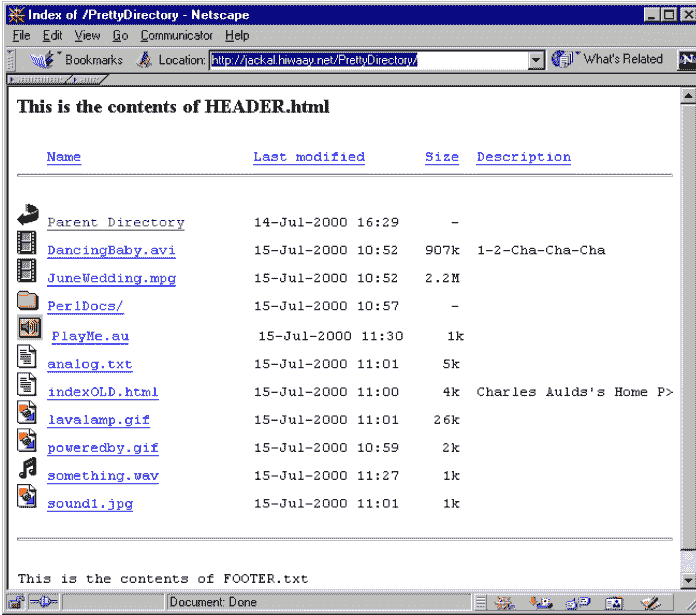 Index of /PrettyDirectory - Netscape
File Edit View Go Communicator Help
Bookmarks Location: http://jackal.hiwaay.net/PrettyDirectory/ What's Related N
This is the contents of HEADER.html
Name Last modified Size Description
Parent Directory 14-Jul-2000 16:29 -
DancingBaby.avi 15-Jul-2000 10:52 907k 1-2-Cha-Cha-Cha
JuneWedding.mpg 15-Jul-2000 10:52 2.2M
PerlDocs/ 15-Jul-2000 10:57 -
PlayMe.au 15-Jul-2000 11:30 1k
analog.txt 15-Jul-2000 11:01 5k
indexOLD.html 15-Jul-2000 11:00 4k Charles Aulds's Home P>
lavalamp.gif 15-Jul-2000 11:01 26k
poweredby.gif 15-Jul-2000 10:59 2k
something.wav 15-Jul-2000 11:27 1k
sound1.jpg 15-Jul-2000 11:01 1k
This is the contents of FOOTER.txt
Document: Done